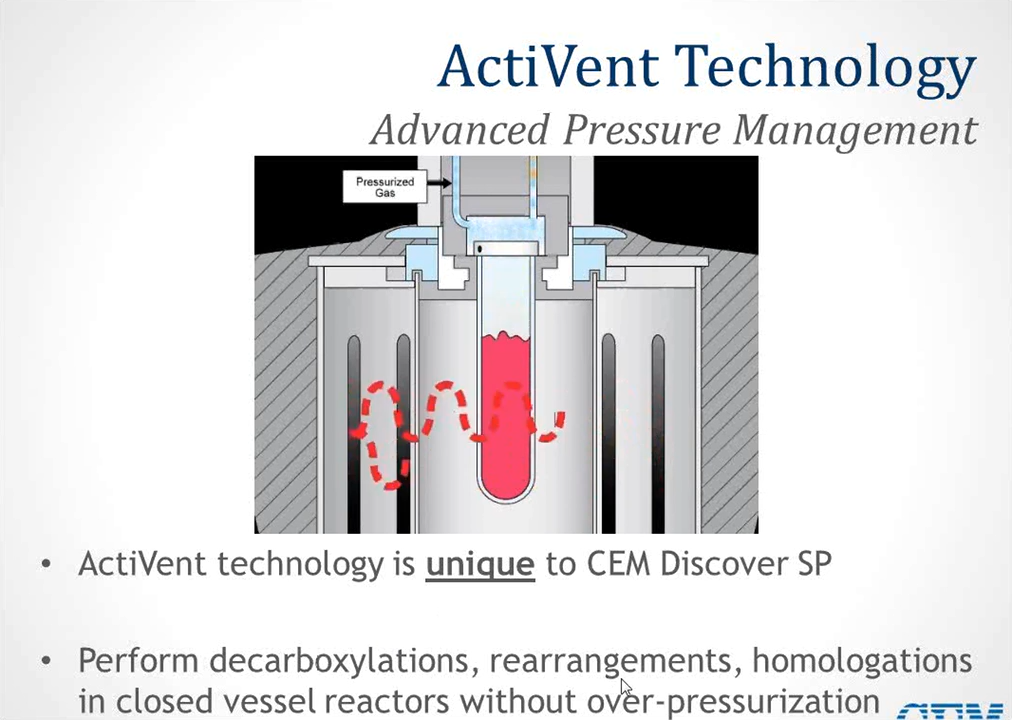 ActiVent Technology
Advanced Pressure Management
Pressurized
Gas
• ActiVent technology is unique to CEM Discover SP
• Perform decarboxylations, rearrangements, homologations
in closed vessel reactors without over-pressurization